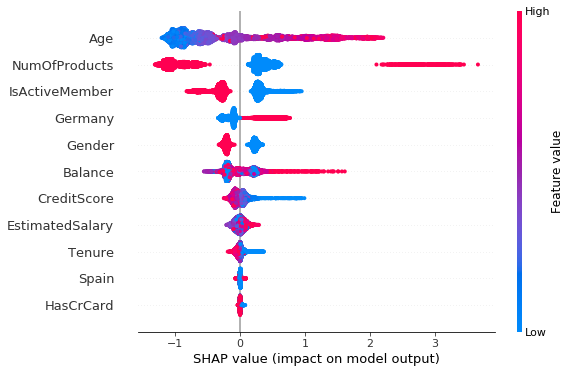 High
Age
NumOfProducts
IsActiveMember
Germany
Gender
Balance
CreditScore
EstimatedSalary
Tenure
Spain
HasCrCard
Feature value
Low
−1 0 1 2 3
SHAP value (impact on model output)